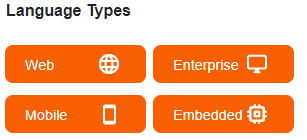 Language Types
Web
Enterprise
Mobile
Embedded